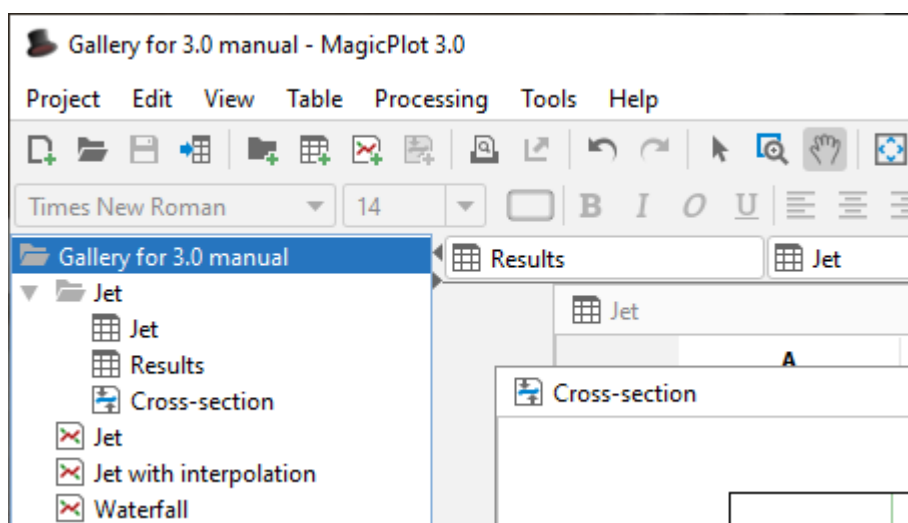 Gallery for 3.0 manual - MagicPlot 3.0
Project Edit View Table Processing Tools Help
Times New Roman 14 B I O U
Gallery for 3.0 manual
Results Jet
Jet
Jet
Jet
A
Results
Cross-section
Cross-section
Jet
Jet with interpolation
Waterfall